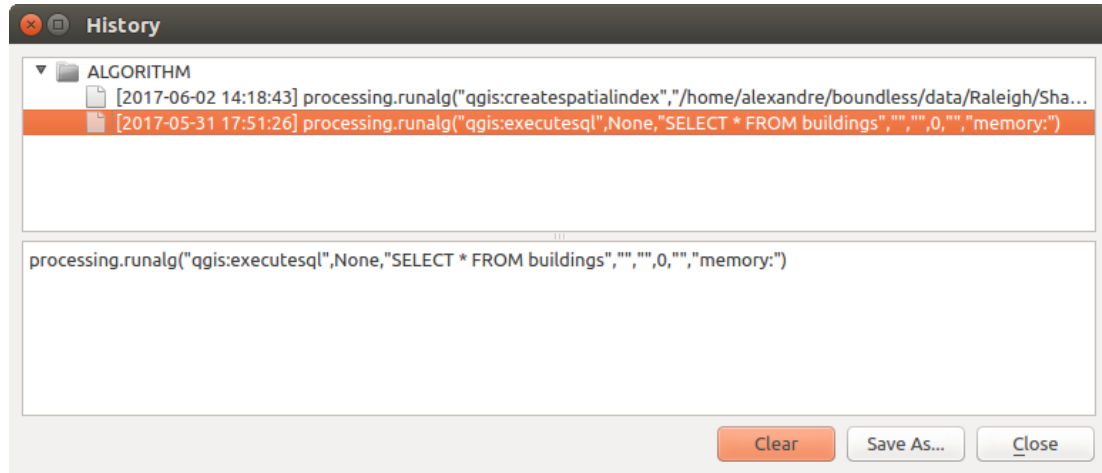 History
ALGORITHM
[2017-06-02 14:18:43] processing.runalg("qgis:createspatialindex","/home/alexandre/boundless/data/Raleigh/Sha...
[2017-05-31 17:51:26] processing.runalg("qgis:executesql",None,"SELECT * FROM buildings","","",0,"","memory:")
processing.runalg("qgis:executesql",None,"SELECT * FROM buildings","","",0,"","memory:")
Clear Save As... Close